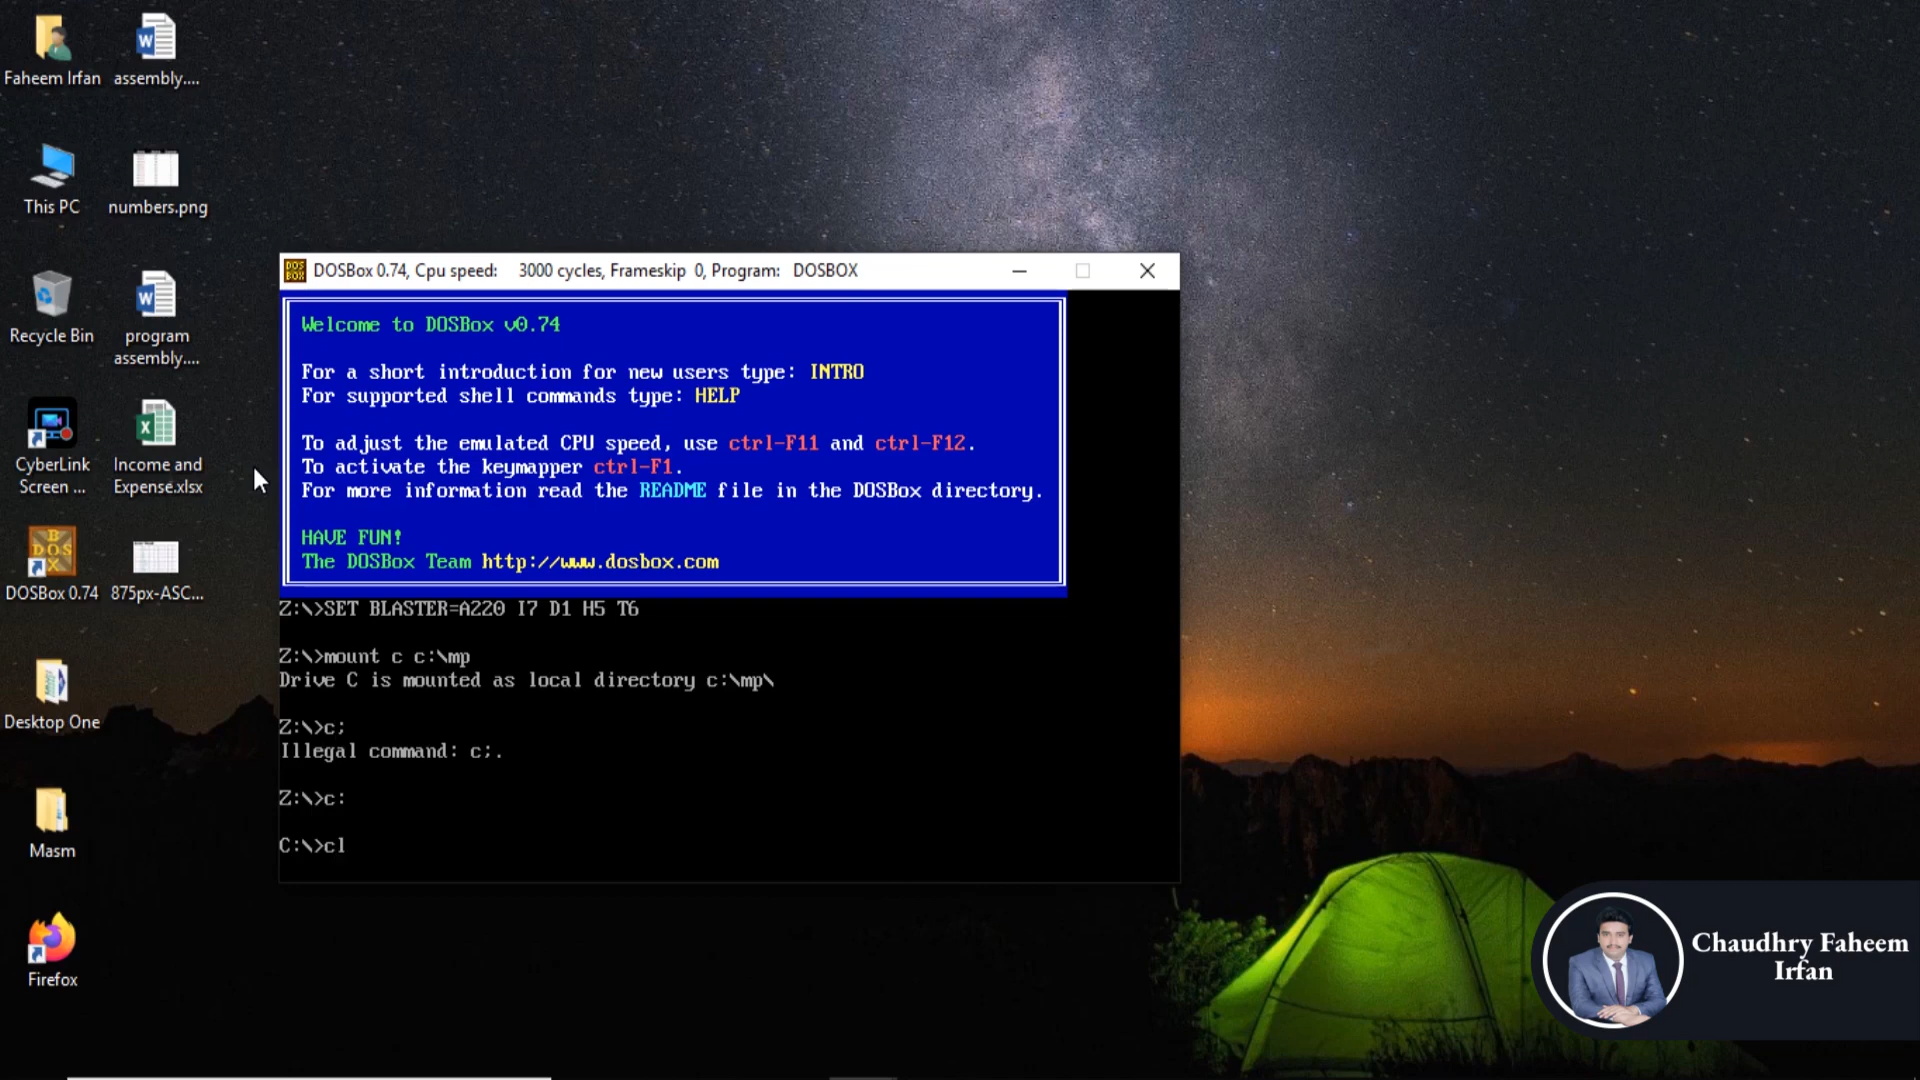 Faheem Irfan
assembly....
This PC
numbers.png
Recycle Bin
program
assembly....
CyberLink
Screen ...
Income and
Expense.xlsx
DOSBox 0.74
875px-ASC...
Desktop One
Masm
Firefox
DOSBox 0.74, Cpu speed: 3000 cycles, Frameskip 0, Program: DOSBOX
Welcome to DOSBox v0.74
For a short introduction for new users type: INTRO
For supported shell commands type: HELP
To adjust the emulated CPU speed, use ctrl-F11 and ctrl-F12.
To activate the keymapper ctrl-F1.
For more information read the README file in the DOSBox directory.
HAVE FUN!
The DOSBox Team http://www.dosbox.com
Z:\>SET BLASTER=A220 I7 D1 H5 T6
Z:\>mount c c:\mp
Drive C is mounted as local directory c:\mp\
Z:\>c;
Illegal command: c;.
Z:\>c:
C:\>cl
Chaudhry Faheem
Irfan